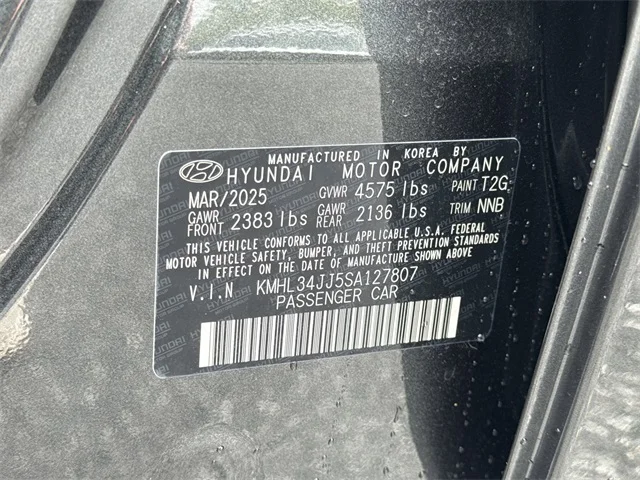 MANUFACTURED IN KOREA BY
HYUNDAI MOTOR COMPANY
MAR/2025 GVWR 4575 lbs PAINT T2G
GAWR FRONT 2383 lbs GAWR REAR 2136 lbs TRIM NNB
THIS VEHICLE CONFORMS TO ALL APPLICABLE U.S.A. FEDERAL
MOTOR VEHICLE SAFETY, BUMPER, AND THEFT PREVENTION STANDARDS
IN EFFECT ON THE DATE OF MANUFACTURE SHOWN ABOVE.
V.I.N KMHL34JJ5SA127807
PASSENGER CAR